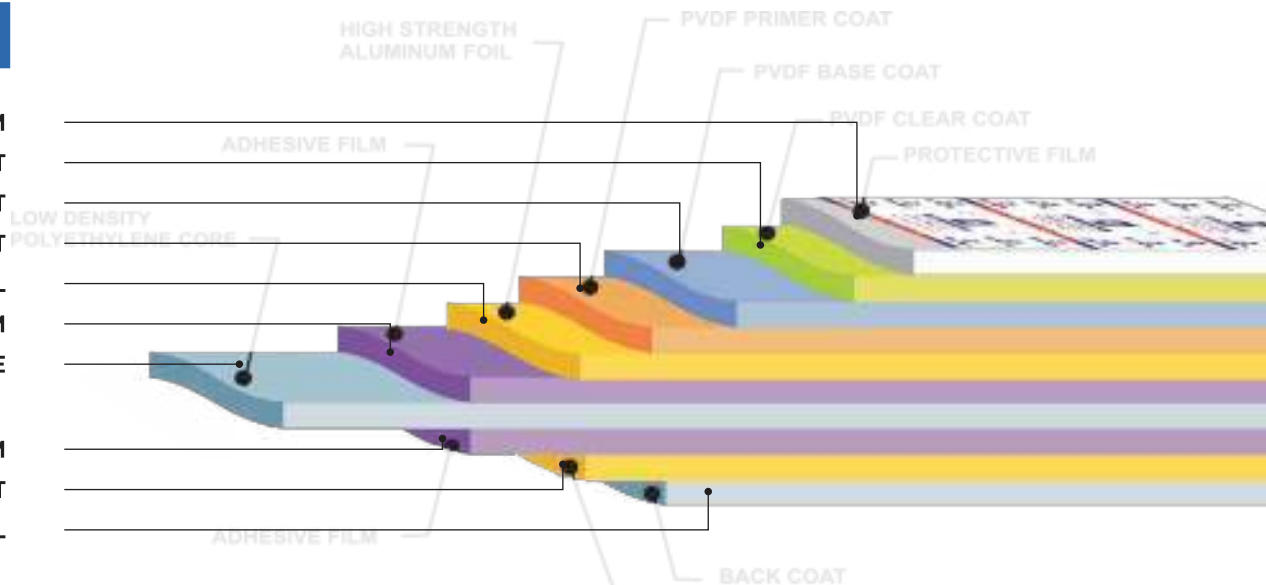 HIGH STRENGTH
ALUMINUM FOIL
PVDF PRIMER COAT
PVDF BASE COAT
PVDF CLEAR COAT
PROTECTIVE FILM
ADHESIVE FILM
LOW DENSITY
POLYETHYLENE CORE
M
T
T
T
L
M
E
M
T
L
ADHESIVE FILM
BACK COAT